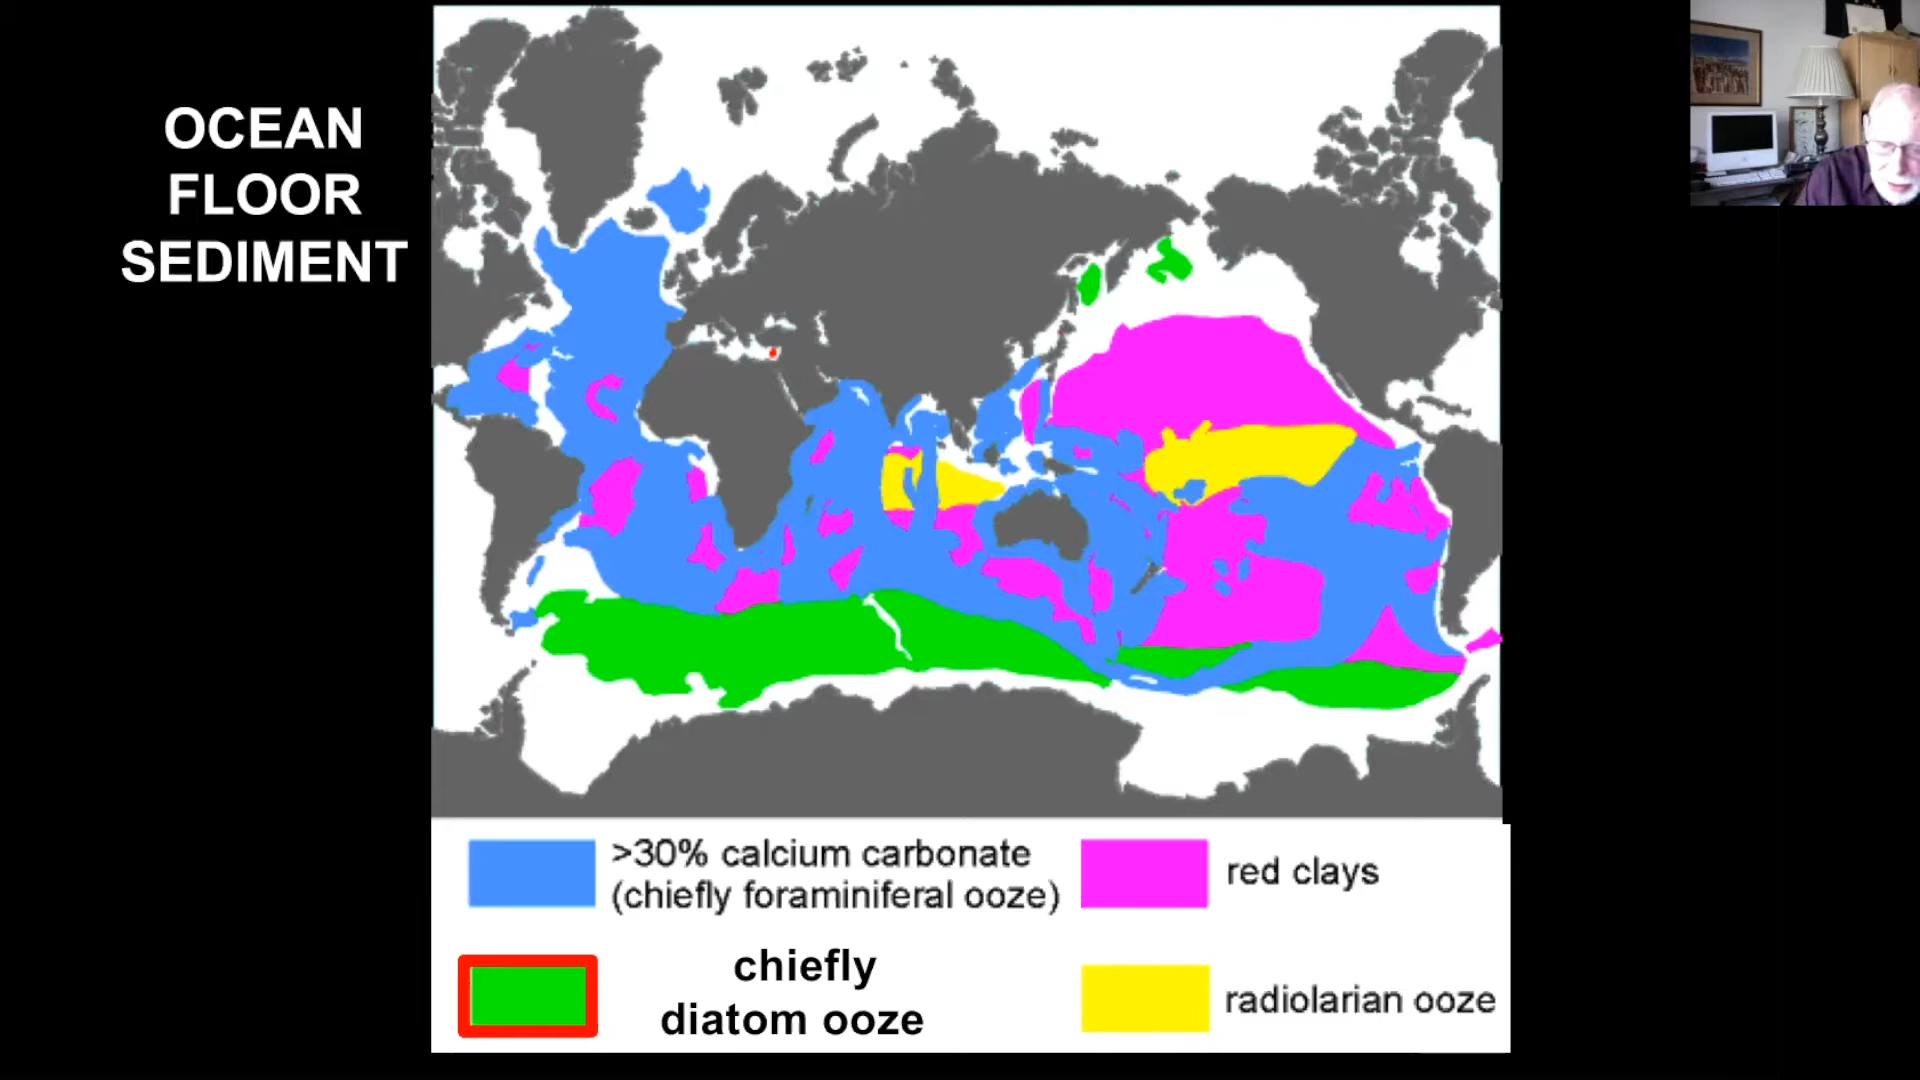 OCEAN
FLOOR
SEDIMENT
>30% calcium carbonate
(chiefly foraminiferal ooze)
red clays
chiefly
diatom ooze
radiolarian ooze